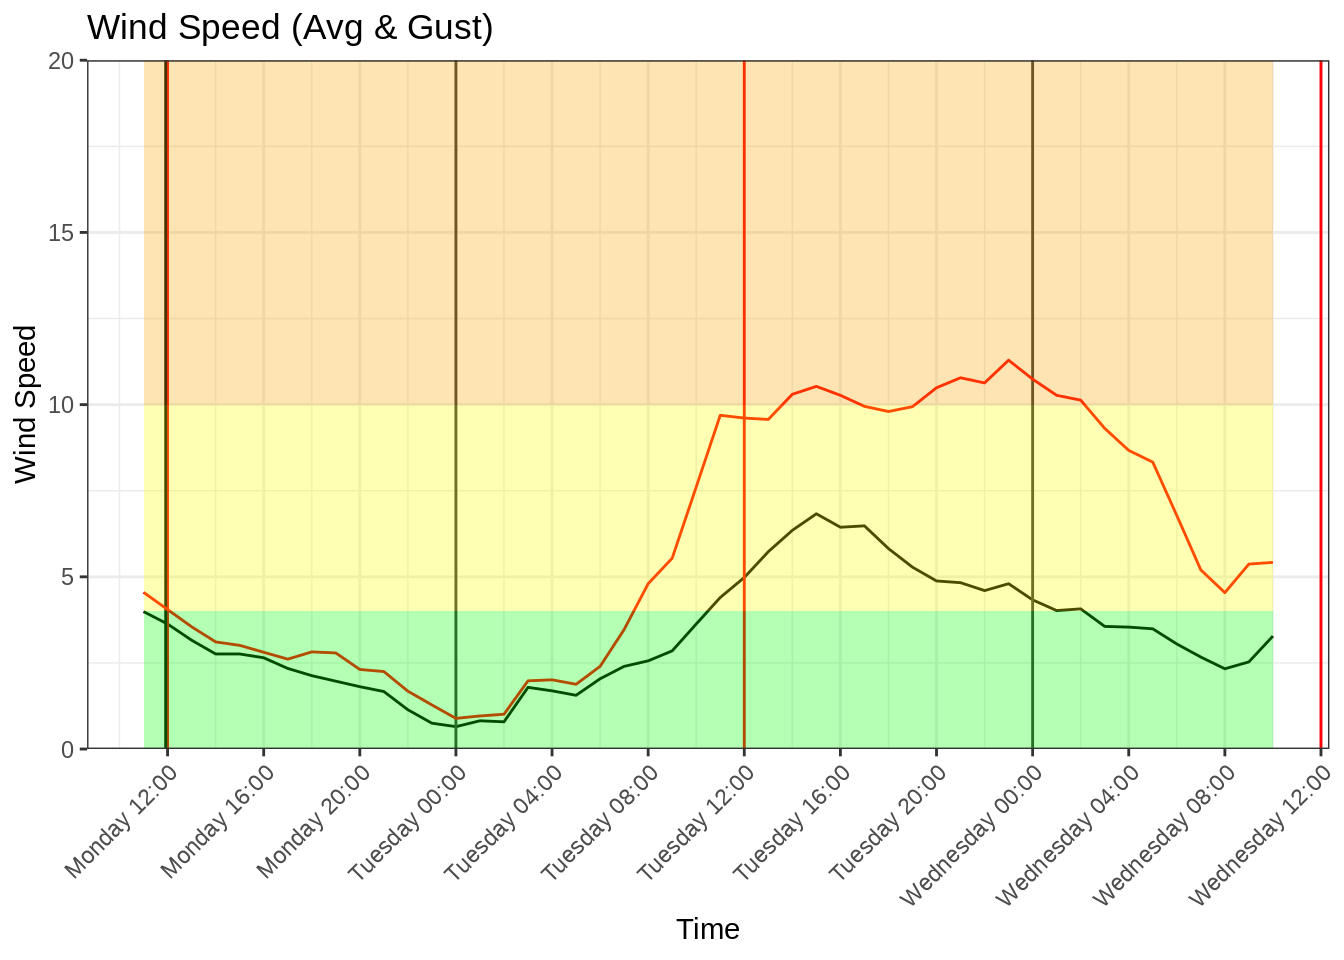 Wind Speed (Avg & Gust)
20
15
10
5
0
Wind Speed
Monday 12:00
Monday 16:00
Monday 20:00
Tuesday 00:00
Tuesday 04:00
Tuesday 08:00
Tuesday 12:00
Tuesday 16:00
Tuesday 20:00
Wednesday 00:00
Wednesday 04:00
Wednesday 08:00
Wednesday 12:00
Time